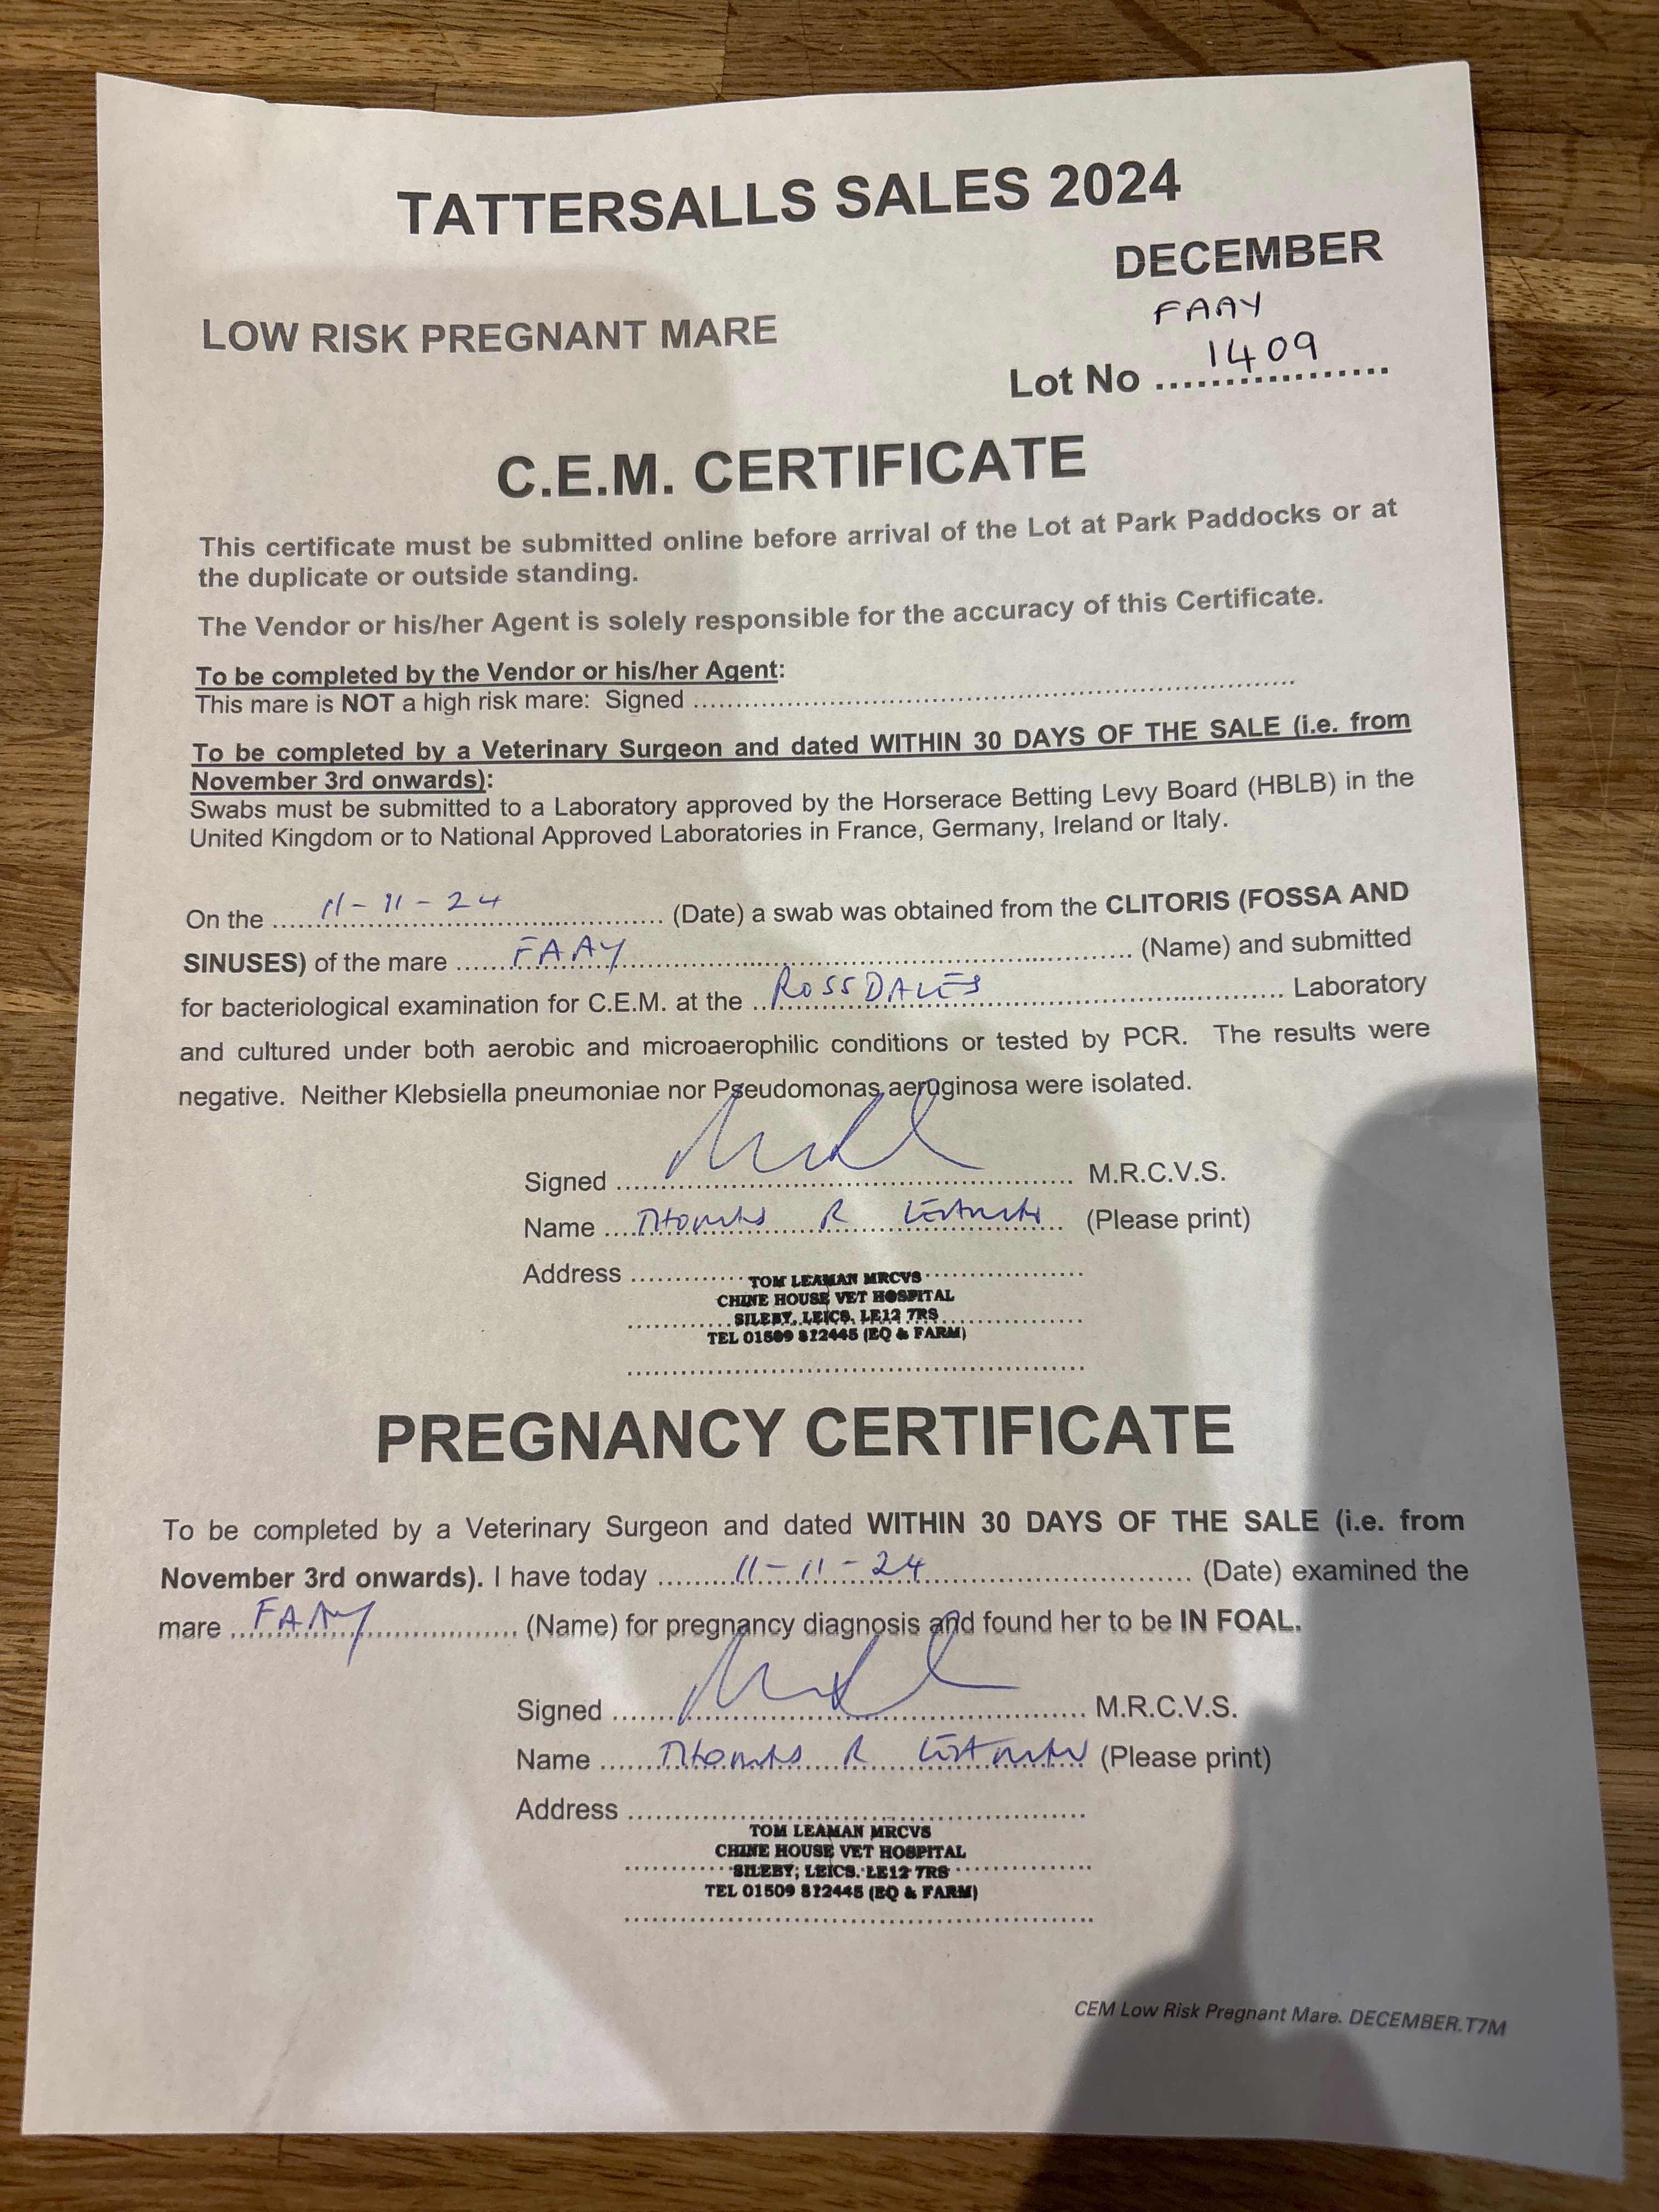 TATTERSALLS SALES 2024
DECEMBER
FAAY
LOW RISK PREGNANT MARE
Lot No ................ 1409
C.E.M. CERTIFICATE
This certificate must be submitted online before arrival of the Lot at Park Paddocks or at
the duplicate or outside standing.
The Vendor or his/her Agent is solely responsible for the accuracy of this Certificate.
To be completed by the Vendor or his/her Agent:
This mare is NOT a high risk mare: Signed ................
To be completed by a Veterinary Surgeon and dated WITHIN 30 DAYS OF THE SALE (i.e. from
November 3rd onwards):
Swabs must be submitted to a Laboratory approved by the Horserace Betting Levy Board (HBLB) in the
United Kingdom or to National Approved Laboratories in France, Germany, Ireland or Italy.
On the ...11-11-24... (Date) a swab was obtained from the CLITORIS (FOSSA AND
SINUSES) of the mare ...FAAY... (Name) and submitted
for bacteriological examination for C.E.M. at the ...ROSSDALES... Laboratory
and cultured under both aerobic and microaerophilic conditions or tested by PCR. The results were
negative. Neither Klebsiella pneumoniae nor Pseudomonas aeruginosa were isolated.
Signed ................ M.R.C.V.S.
Name ...THOMAS R LEAMAN... (Please print)
Address ................
TOM LEAMAN MRCVS
CHINE HOUSE VET HOSPITAL
SILEBY, LEICS. LE12 7RS
TEL 01509 812445 (EQ & FARM)
PREGNANCY CERTIFICATE
To be completed by a Veterinary Surgeon and dated WITHIN 30 DAYS OF THE SALE (i.e. from
November 3rd onwards). I have today ...11-11-24... (Date) examined the
mare ...FAAY... (Name) for pregnancy diagnosis and found her to be IN FOAL.
Signed ................ M.R.C.V.S.
Name ...THOMAS R LEAMAN... (Please print)
Address ................
TOM LEAMAN MRCVS
CHINE HOUSE VET HOSPITAL
SILEBY, LEICS. LE12 7RS
TEL 01509 812445 (EQ & FARM)
CEM Low Risk Pregnant Mare. DECEMBER.T7M